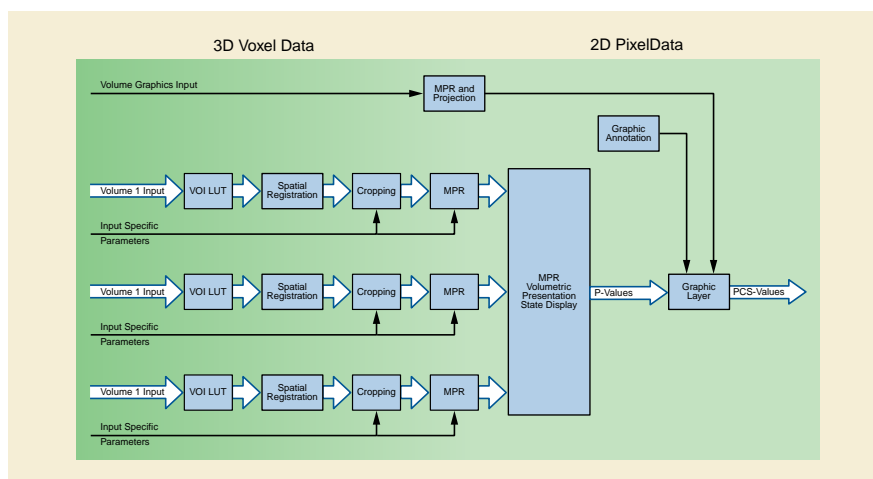 3D Voxel Data
2D PixelData
Volume Graphics Input
MPR and
Projection
Graphic
Annotation
Volume 1 Input
VOI LUT
Spatial
Registration
Cropping
MPR
Input Specific
Parameters
Volume 1 Input
VOI LUT
Spatial
Registration
Cropping
MPR
Input Specific
Parameters
Volume 1 Input
VOI LUT
Spatial
Registration
Cropping
MPR
Input Specific
Parameters
MPR
Volumetric
Presentation
State Display
P-Values
Graphic
Layer
PCS-Values